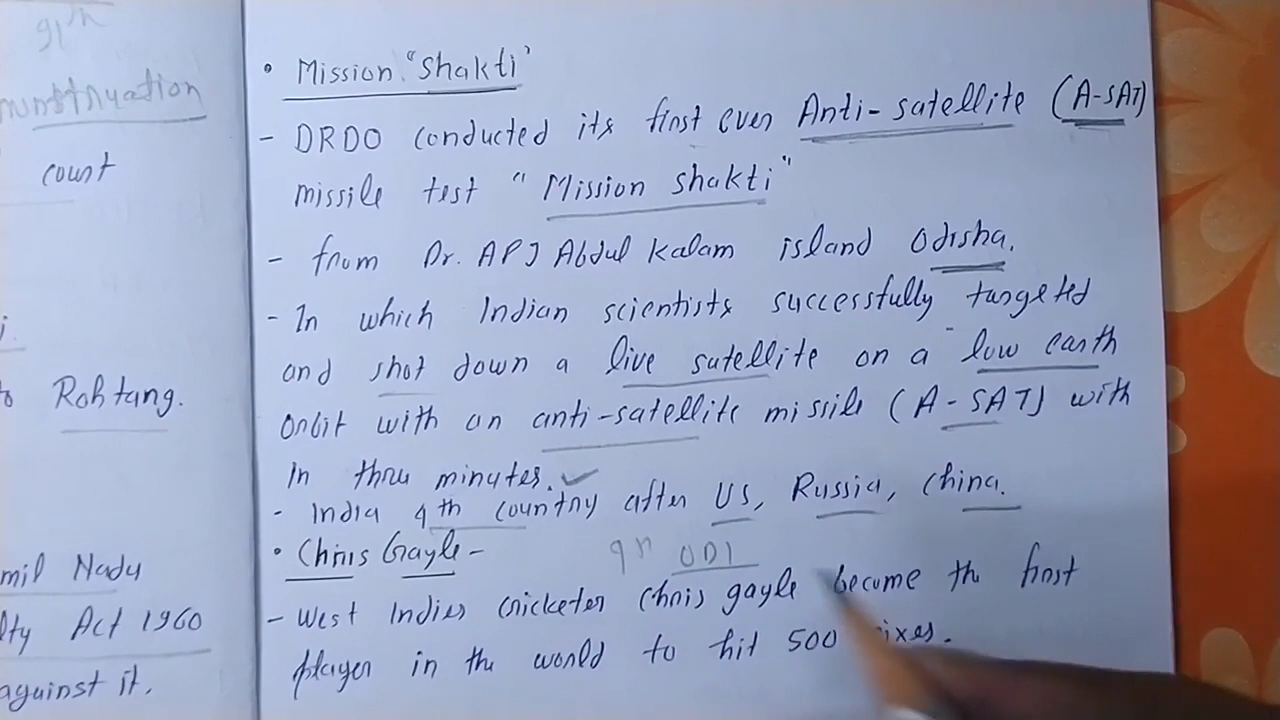 91th
count
to Rohtang.
mil Nadu
lty Act 1960
against it.
• Mission "Shakti"
- DRDO conducted its first ever Anti-satellite (A-SAT)
missile test "Mission Shakti"
- from Dr. APJ Abdul Kalam island Odisha.
- In which Indian scientists successfully targeted
and shot down a live satellite on a low earth
orbit with an anti-satellite missile (A-SAT) with
in three minutes.
- India 4th country after US, Russia, China.
• Chris Gayle - ODI
- West Indies cricketer Chris gayle become the first
player in the world to hit 500 sixes.